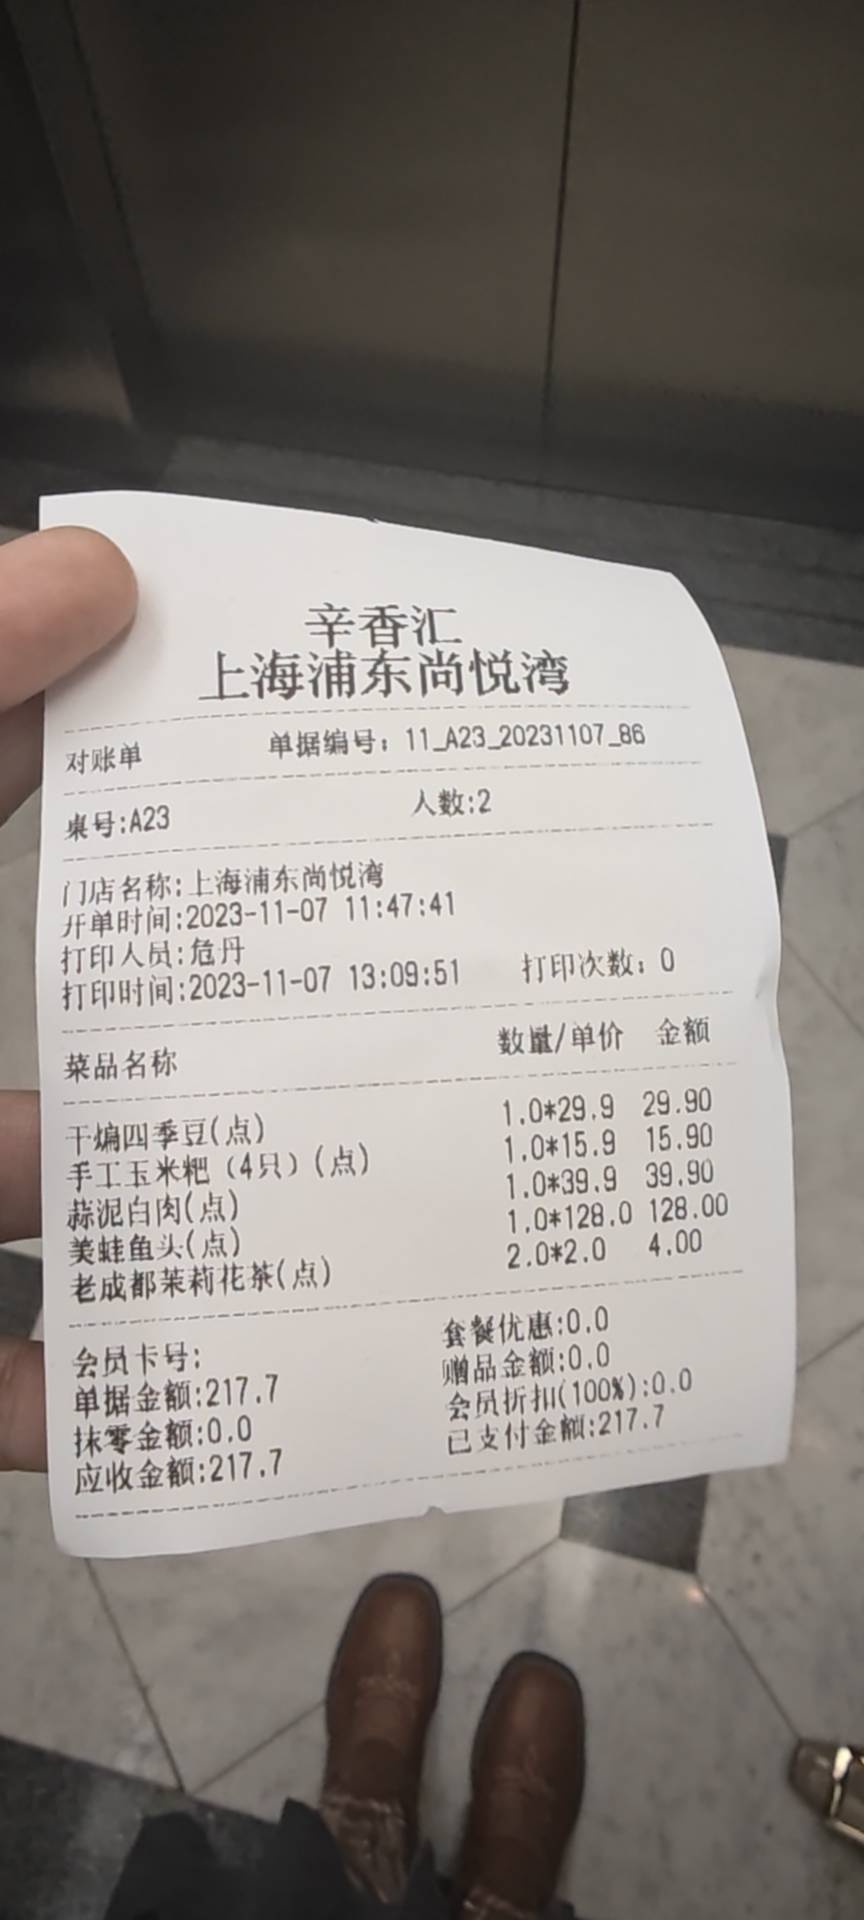 辛香汇
上海浦东尚悦湾
对账单 单据编号：11_A23_20231107_86
桌号:A23 人数:2
门店名称:上海浦东尚悦湾
开单时间:2023-11-07 11:47:41
打印人员:危丹
打印时间:2023-11-07 13:09:51 打印次数：0
菜品名称 数量/单价 金额
干煸四季豆(点) 1.0*29.9 29.90
手工玉米粑（4只）(点) 1.0*15.9 15.90
蒜泥白肉(点) 1.0*39.9 39.90
美蛙鱼头(点) 1.0*128.0 128.00
老成都茉莉花茶(点) 2.0*2.0 4.00
会员卡号: 套餐优惠:0.0
单据金额:217.7 赠品金额:0.0
抹零金额:0.0 会员折扣(100%):0.0
应收金额:217.7 已支付金额:217.7